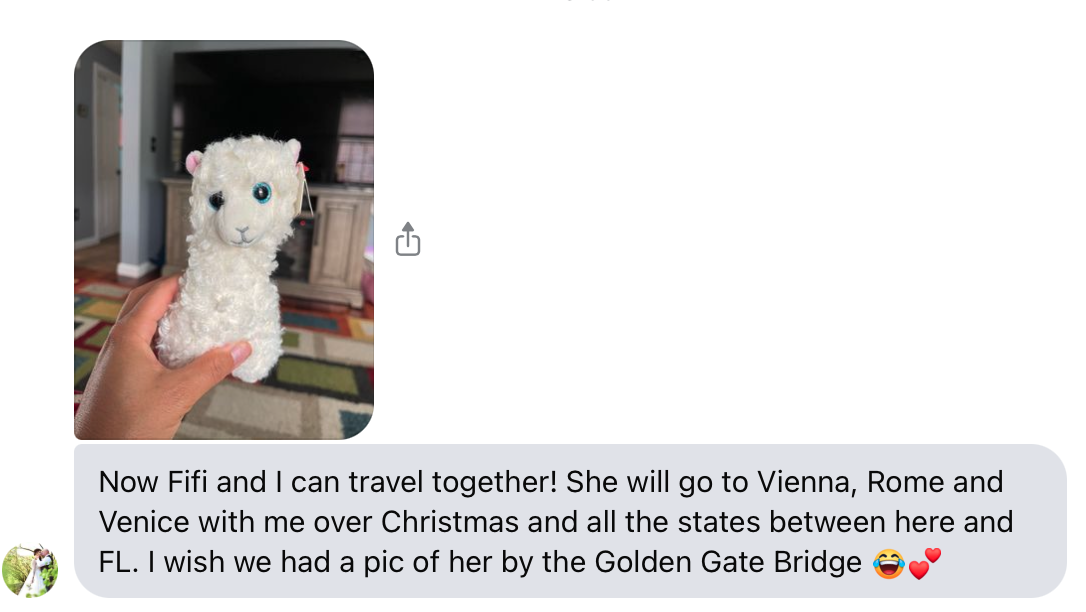 Now Fifi and I can travel together! She will go to Vienna, Rome and
Venice with me over Christmas and all the states between here and
FL. I wish we had a pic of her by the Golden Gate Bridge 😂💕